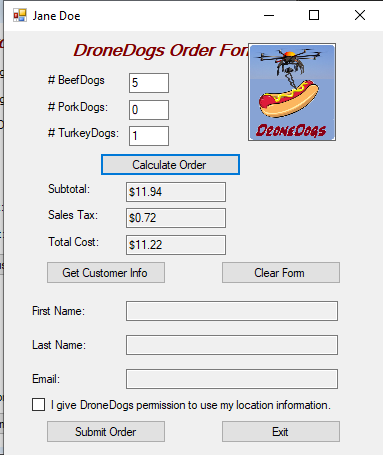 Jane Doe
DroneDogs Order For
# BeefDogs 5
# PorkDogs: 0
# TurkeyDogs: 1
DRONEDOGS
Calculate Order
Subtotal: $11.94
Sales Tax: $0.72
Total Cost: $11.22
Get Customer Info Clear Form
First Name:
Last Name:
Email:
I give DroneDogs permission to use my location information.
Submit Order Exit